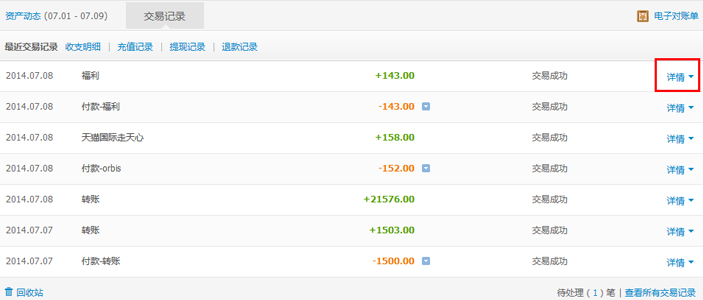 资产动态 (07.01 - 07.09) 交易记录 电子对账单
最近交易记录 收支明细 | 充值记录 | 提现记录 | 退款记录
2014.07.08 福利 +143.00 交易成功 详情
2014.07.08 付款-福利 -143.00 交易成功 详情
2014.07.08 天猫国际走天心 +158.00 交易成功 详情
2014.07.08 付款-orbis -152.00 交易成功 详情
2014.07.08 转账 +21576.00 交易成功 详情
2014.07.07 转账 +1503.00 交易成功 详情
2014.07.07 付款-转账 -1500.00 交易成功 详情
回收站 待处理 ( 1 ) 笔 | 查看所有交易记录